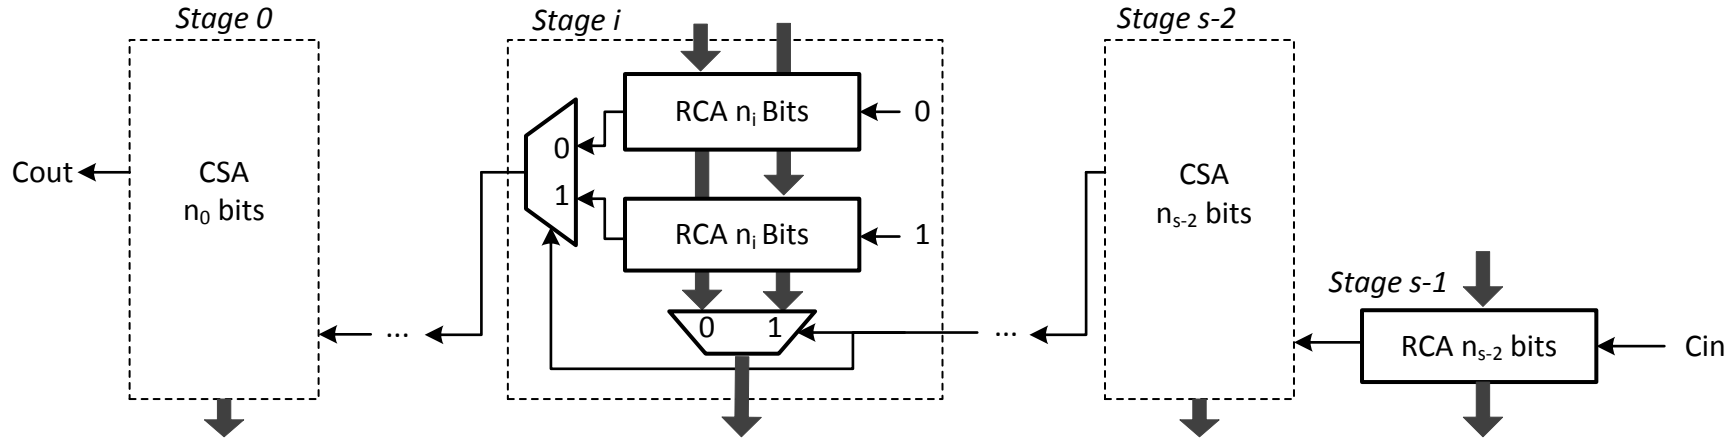 Stage 0
Stage i
Stage s-2
RCA nᵢ Bits
0
0
1
RCA nᵢ Bits
1
Cout
CSA
n₀ bits
CSA
nₛ₋₂ bits
Stage s-1
0 1
...
...
RCA nₛ₋₂ bits
Cin